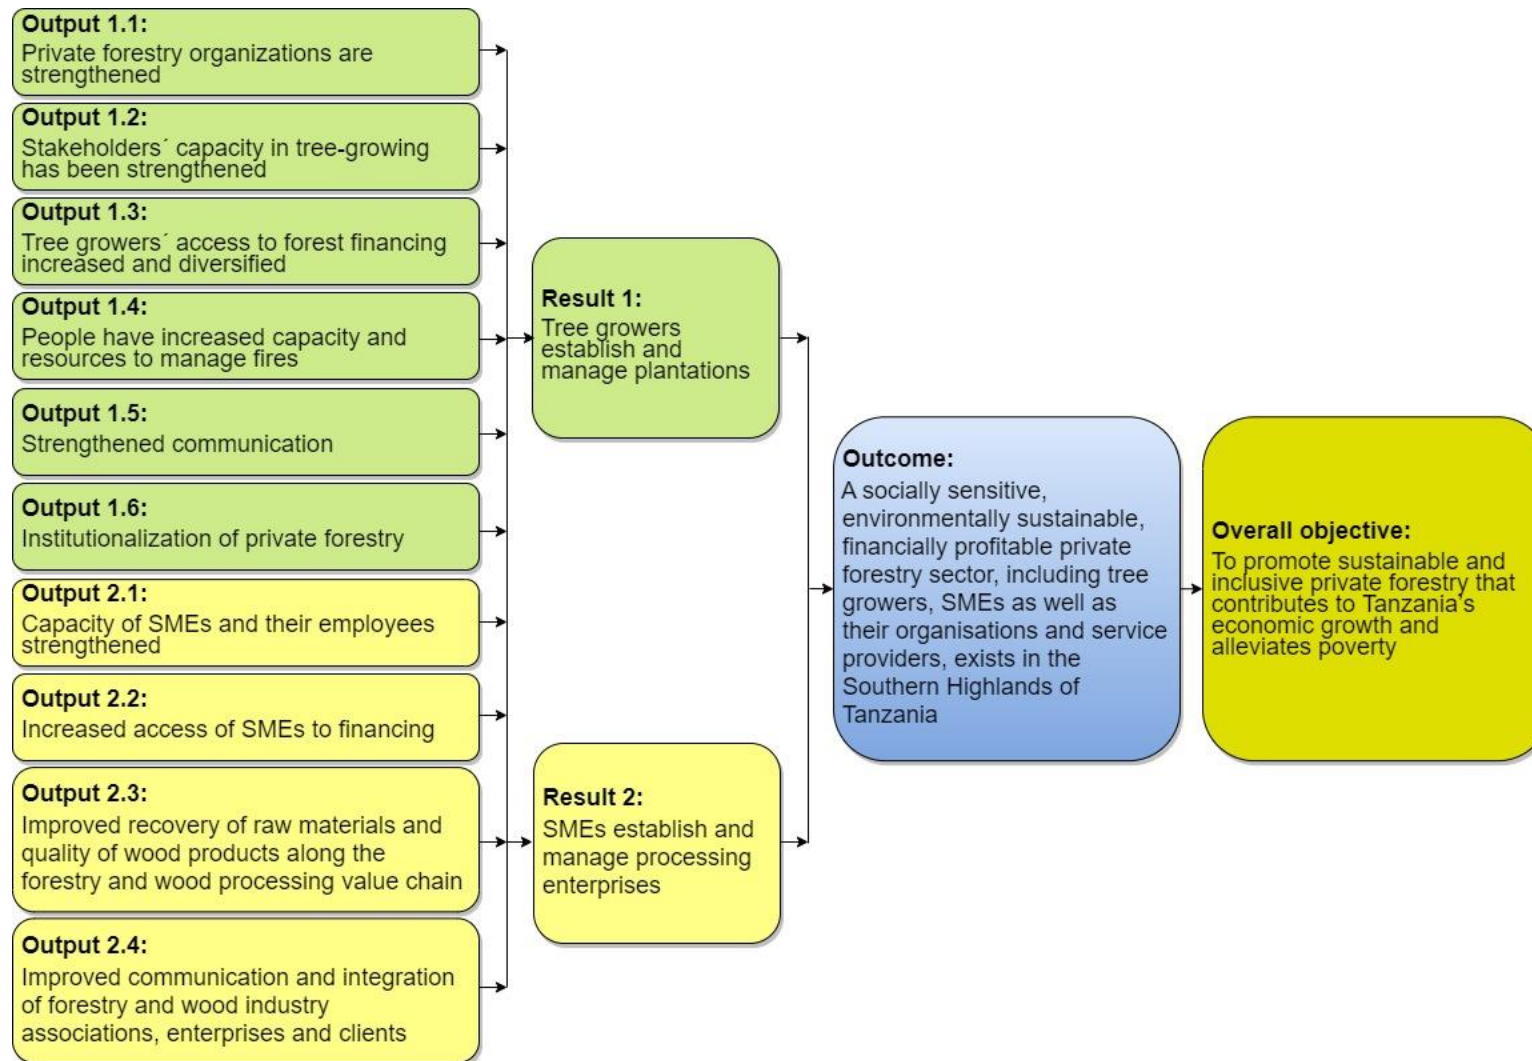 Output 1.1:
Private forestry organizations are
strengthened
Output 1.2:
Stakeholders´ capacity in tree-growing
has been strengthened
Output 1.3:
Tree growers´ access to forest financing
increased and diversified
Output 1.4:
People have increased capacity and
resources to manage fires
Output 1.5:
Strengthened communication
Output 1.6:
Institutionalization of private forestry
Output 2.1:
Capacity of SMEs and their employees
strengthened
Output 2.2:
Increased access of SMEs to financing
Output 2.3:
Improved recovery of raw materials and
quality of wood products along the
forestry and wood processing value chain
Output 2.4:
Improved communication and integration
of forestry and wood industry
associations, enterprises and clients
Result 1:
Tree growers
establish and
manage plantations
Result 2:
SMEs establish and
manage processing
enterprises
Outcome:
A socially sensitive,
environmentally sustainable,
financially profitable private
forestry sector, including tree
growers, SMEs as well as
their organisations and service
providers, exists in the
Southern Highlands of
Tanzania
Overall objective:
To promote sustainable and
inclusive private forestry that
contributes to Tanzania's
economic growth and
alleviates poverty